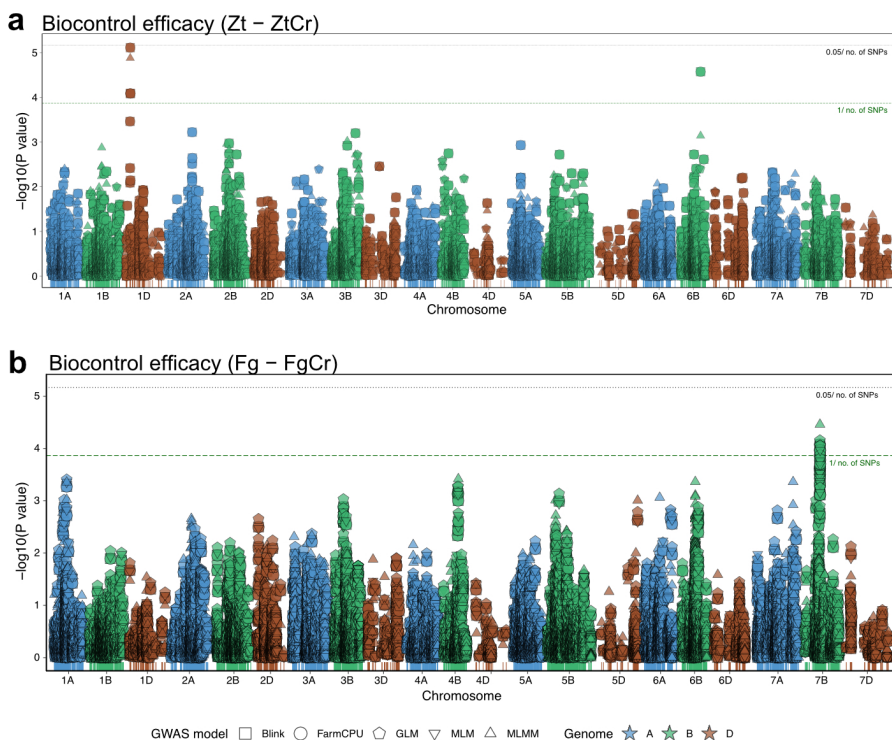 a Biocontrol efficacy (Zt − ZtCr)
5
0.05/ no. of SNPs
4
1/ no. of SNPs
3
2
1
0
−log10(P value)
1A 1B 1D 2A 2B 2D 3A 3B 3D 4A 4B 4D 5A 5B 5D 6A 6B 6D 7A 7B 7D
Chromosome
b Biocontrol efficacy (Fg − FgCr)
5
0.05/ no. of SNPs
4
1/ no. of SNPs
3
2
1
0
−log10(P value)
1A 1B 1D 2A 2B 2D 3A 3B 3D 4A 4B 4D 5A 5B 5D 6A 6B 6D 7A 7B 7D
Chromosome
GWAS model Blink FarmCPU GLM MLM MLMM Genome A B D